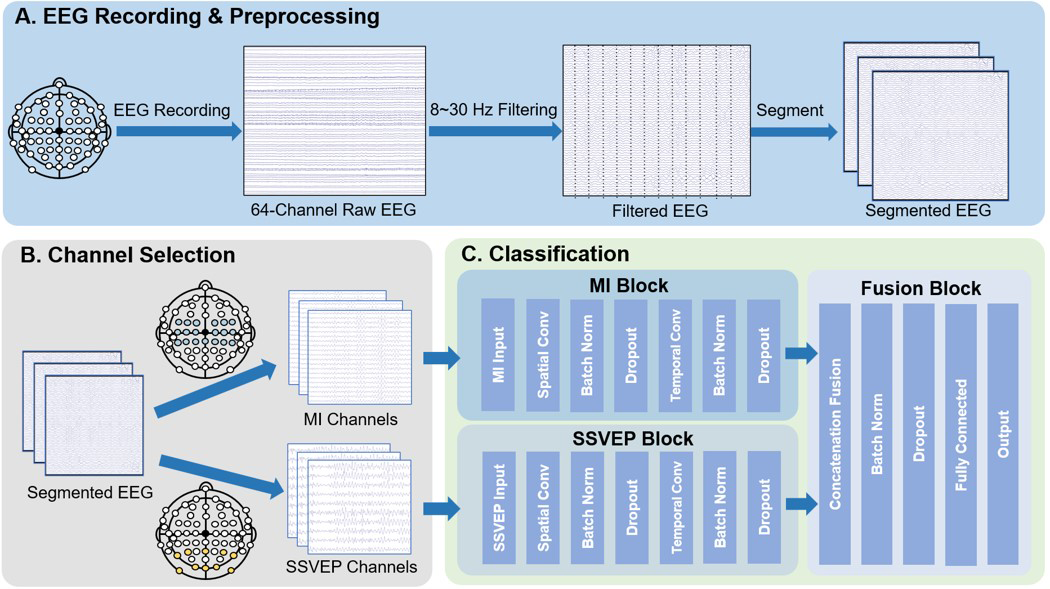 A. EEG Recording & Preprocessing
EEG Recording
8~30 Hz Filtering
Segment
64-Channel Raw EEG
Filtered EEG
Segmented EEG
B. Channel Selection
Segmented EEG
MI Channels
SSVEP Channels
C. Classification
MI Block
MI Input
Spatial Conv
Batch Norm
Dropout
Temporal Conv
Batch Norm
Dropout
SSVEP Block
SSVEP Input
Spatial Conv
Batch Norm
Dropout
Temporal Conv
Batch Norm
Dropout
Fusion Block
Concatenation Fusion
Batch Norm
Dropout
Fully Connected
Output